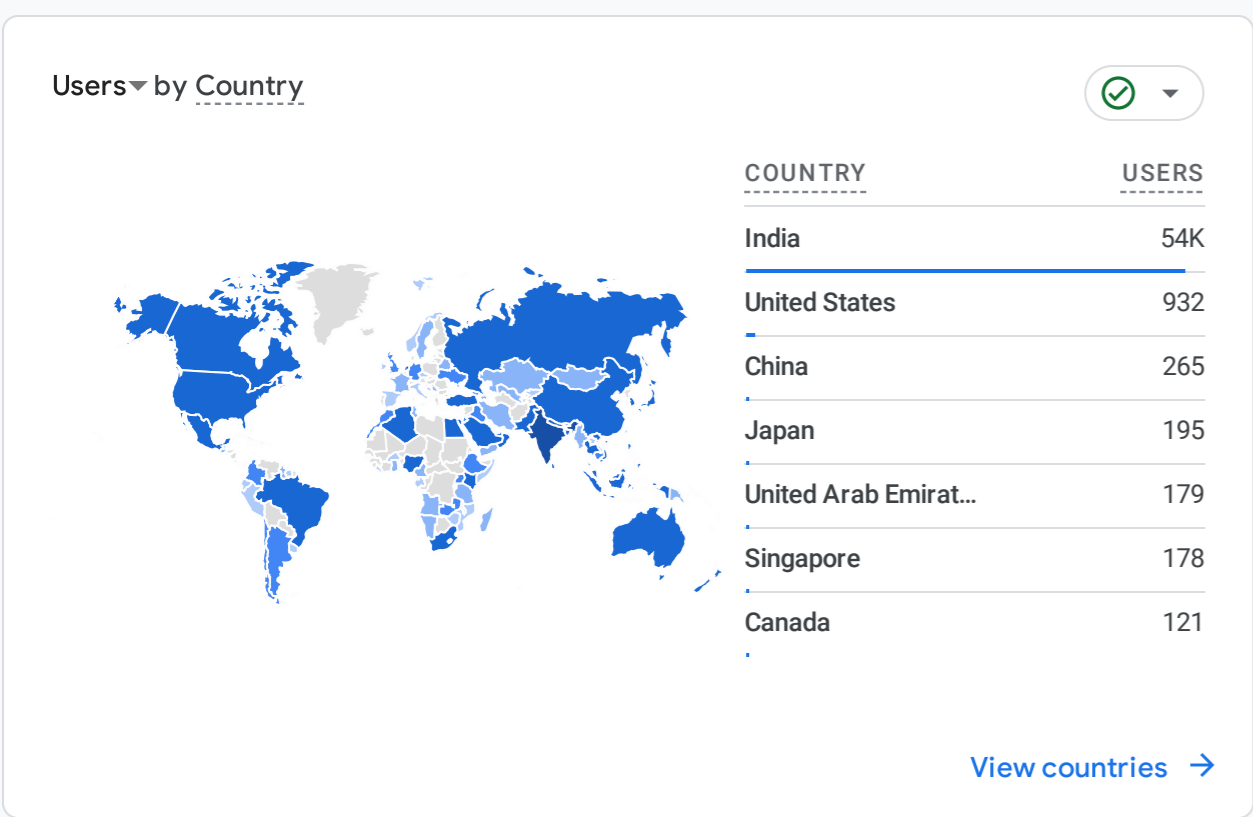 Users by Country
COUNTRY USERS
India 54K
United States 932
China 265
Japan 195
United Arab Emirat... 179
Singapore 178
Canada 121
View countries